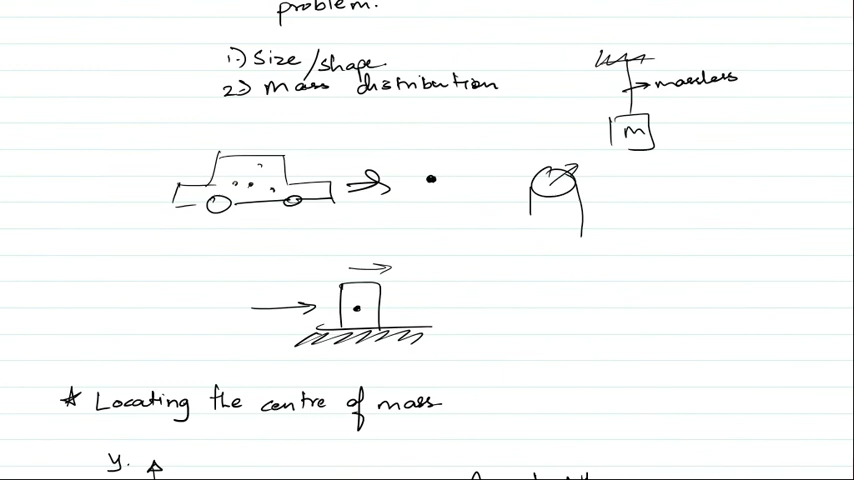 problem.
1.) Size/shape.
2.) Mass distribution
massless
m
* Locating the centre of mass
y.